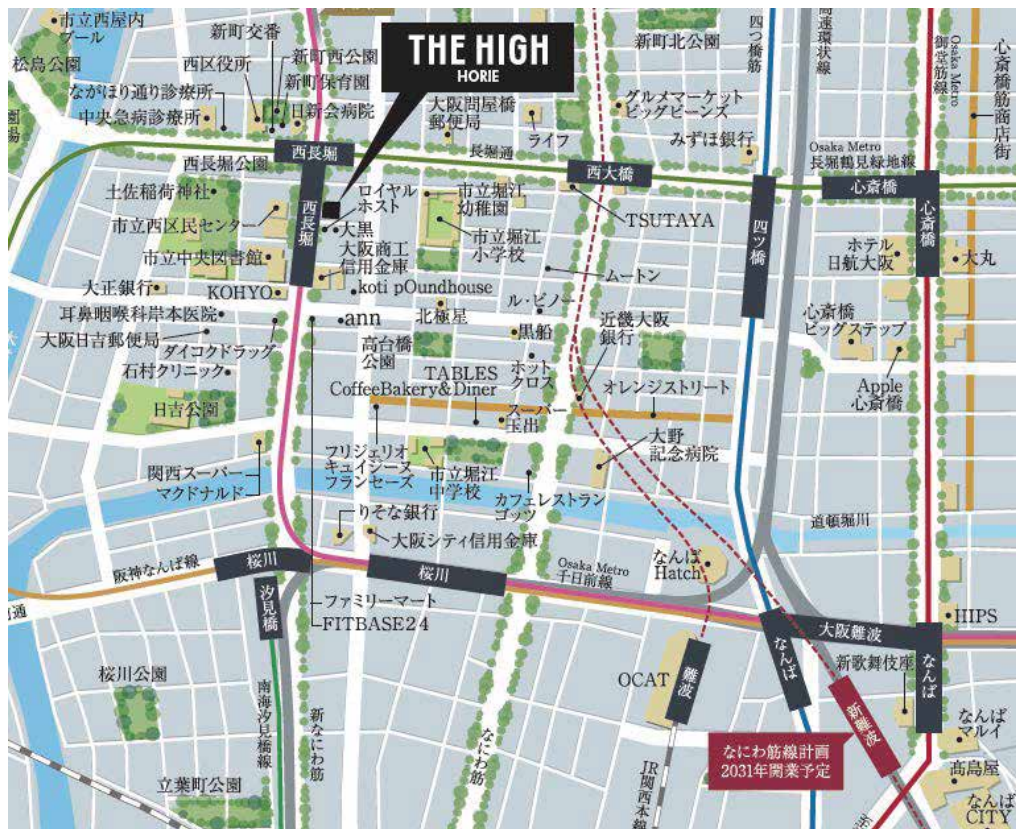 市立西屋内
プール
新町交番
新町西公園
西区役所
新町保育園
松島公園
ながほり通り診療所
日新会病院
中央急病診療所
THE HIGH
HORIE
大阪問屋橋
郵便局
ライフ
新町北公園
グルメマーケット
ビッグビーンズ
みずほ銀行
四つ橋筋
高速環状線
Osaka Metro
御堂筋線
心斎橋筋商店街
西長堀公園
西長堀
長堀通
西大橋
Osaka Metro
長堀鶴見緑地線
心斎橋
土佐稲荷神社
市立西区民センター
西長堀
ロイヤル
ホスト
大黒
市立堀江
幼稚園
市立堀江
小学校
TSUTAYA
四ツ橋
心斎橋
ホテル
日航大阪
大丸
市立中央図書館
大阪商工
信用金庫
ムートン
大正銀行
KOHYO
koti pOundhouse
ル・ピノー
耳鼻咽喉科岸本医院
ann
北極星
黒船
近畿大阪
銀行
心斎橋
ビッグステップ
大阪日吉郵便局
ダイコクドラッグ
高台橋
公園
ホット
クロス
石村クリニック
TABLES
CoffeeBakery&Diner
オレンジストリート
Apple
心斎橋
日吉公園
スーパー
玉出
関西スーパー
マクドナルド
フリジェリオ
キュイジーヌ
フランセーズ
市立堀江
中学校
大野
記念病院
カフェレストラン
ゴッツ
りそな銀行
大阪シティ信用金庫
道頓堀川
阪神なんば線
桜川
桜川
Osaka Metro
千日前線
なんば
Hatch
汐見橋
ファミリーマート
FITBASE24
HIPS
大阪難波
なんば
なんば
新歌舞伎座
桜川公園
OCAT
難波
新難波
なんば
マルイ
南海汐見橋線
新なにわ筋
なにわ筋
なにわ筋線計画
2031年開業予定
髙島屋
なんば
CITY
立葉町公園
JR関西本線